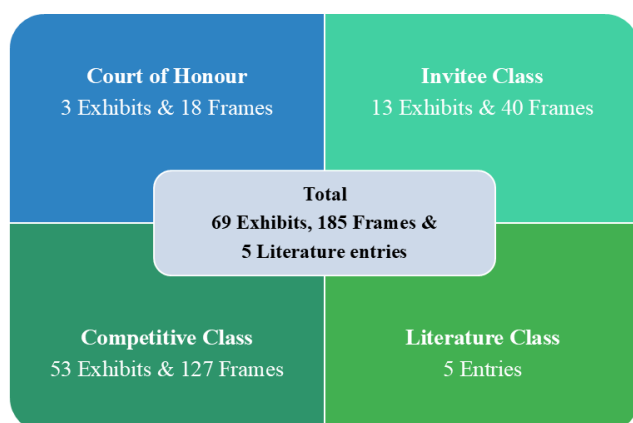 Court of Honour
3 Exhibits & 18 Frames
Invitee Class
13 Exhibits & 40 Frames
Total
69 Exhibits, 185 Frames &
5 Literature entries
Competitive Class
53 Exhibits & 127 Frames
Literature Class
5 Entries